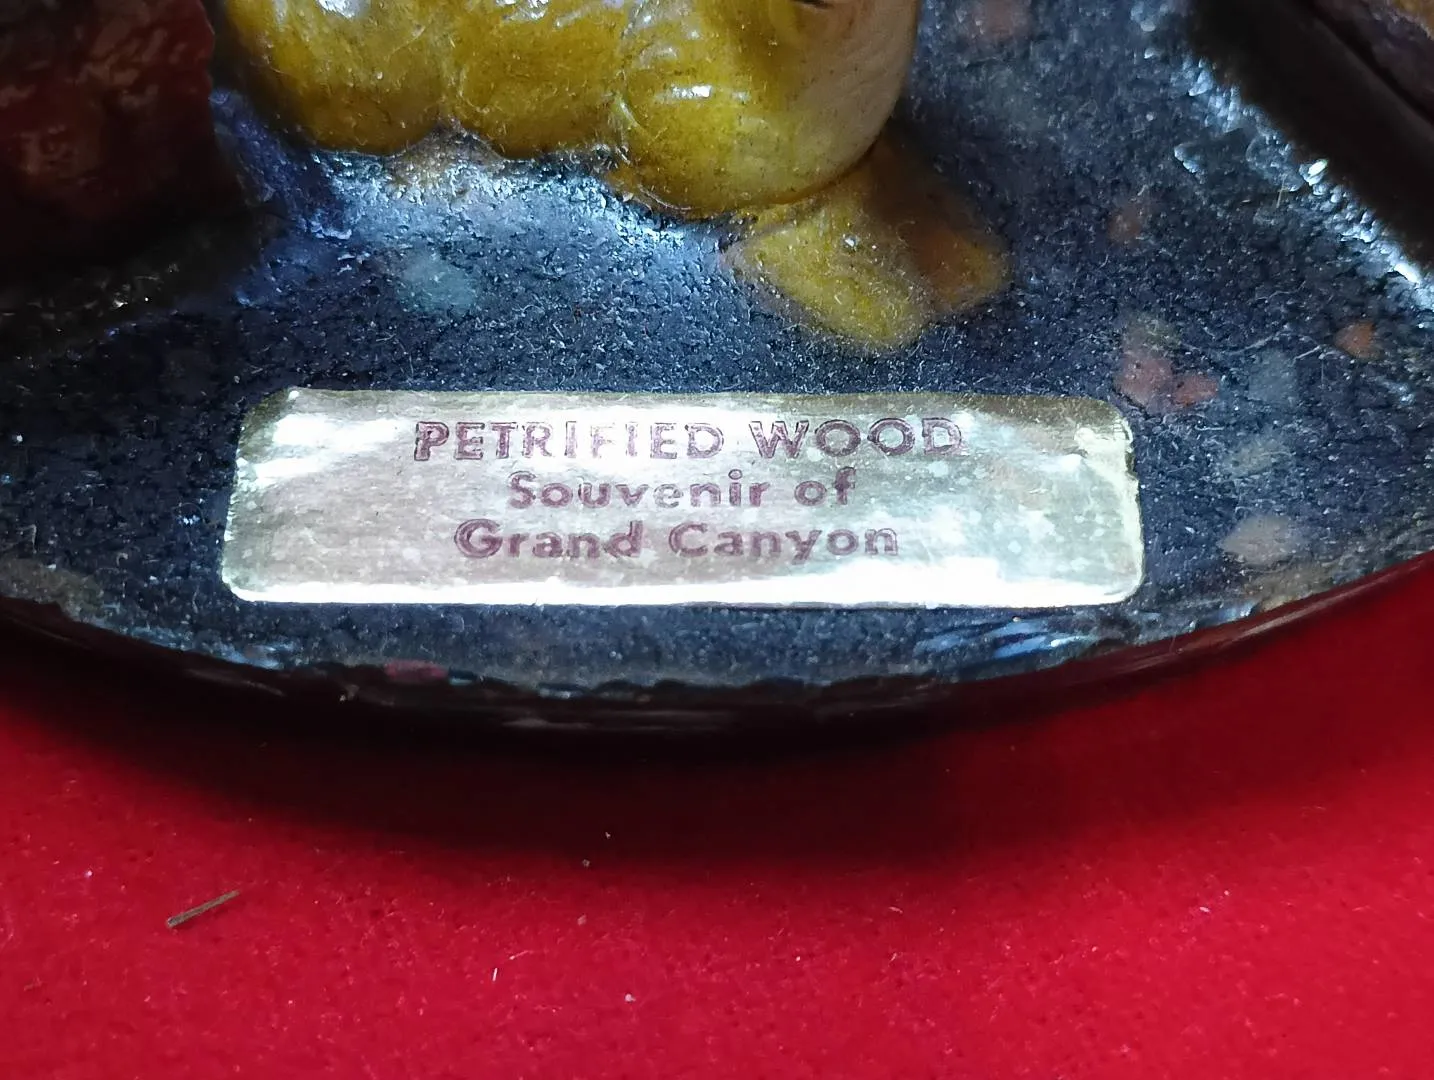 PETRIFIED WOOD
Souvenir of
Grand Canyon